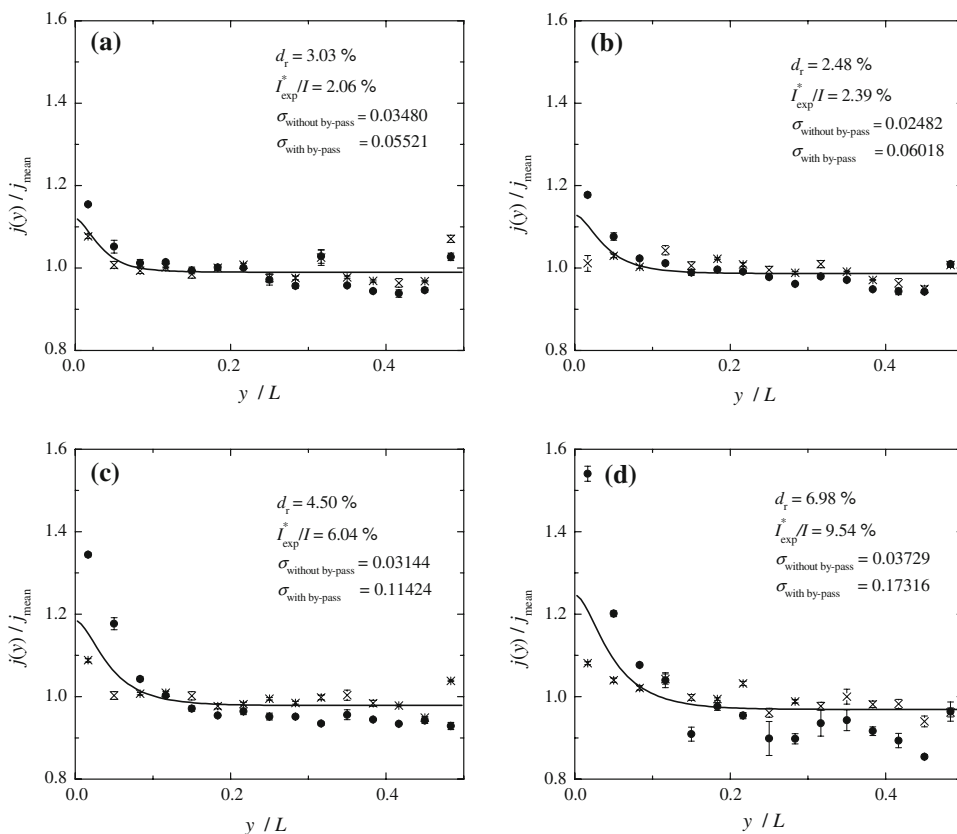 (a)
d_r = 3.03 %
I*_exp/I = 2.06 %
σ_without by-pass = 0.03480
σ_with by-pass = 0.05521
1.6
1.4
1.2
1.0
0.8
j(y) / j_mean
0.0
0.2
0.4
y / L
(b)
d_r = 2.48 %
I*_exp/I = 2.39 %
σ_without by-pass = 0.02482
σ_with by-pass = 0.06018
1.6
1.4
1.2
1.0
0.8
j(y) / j_mean
0.0
0.2
0.4
y / L
(c)
d_r = 4.50 %
I*_exp/I = 6.04 %
σ_without by-pass = 0.03144
σ_with by-pass = 0.11424
1.6
1.4
1.2
1.0
0.8
j(y) / j_mean
0.0
0.2
0.4
y / L
(d)
d_r = 6.98 %
I*_exp/I = 9.54 %
σ_without by-pass = 0.03729
σ_with by-pass = 0.17316
1.6
1.4
1.2
1.0
0.8
j(y) / j_mean
0.0
0.2
0.4
y / L